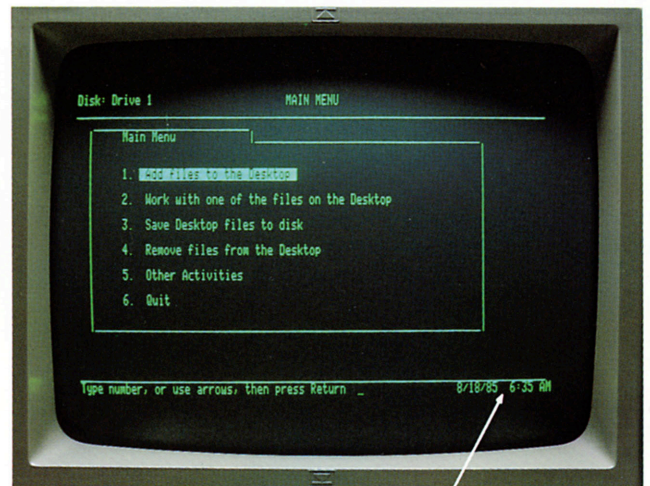 Disk: Drive 1 MAIN MENU
Main Menu
1. Add files to the Desktop
2. Work with one of the files on the Desktop
3. Save Desktop files to disk
4. Remove files from the Desktop
5. Other Activities
6. Quit
Type number, or use arrows, then press Return _ 8/18/85 6:35 AM